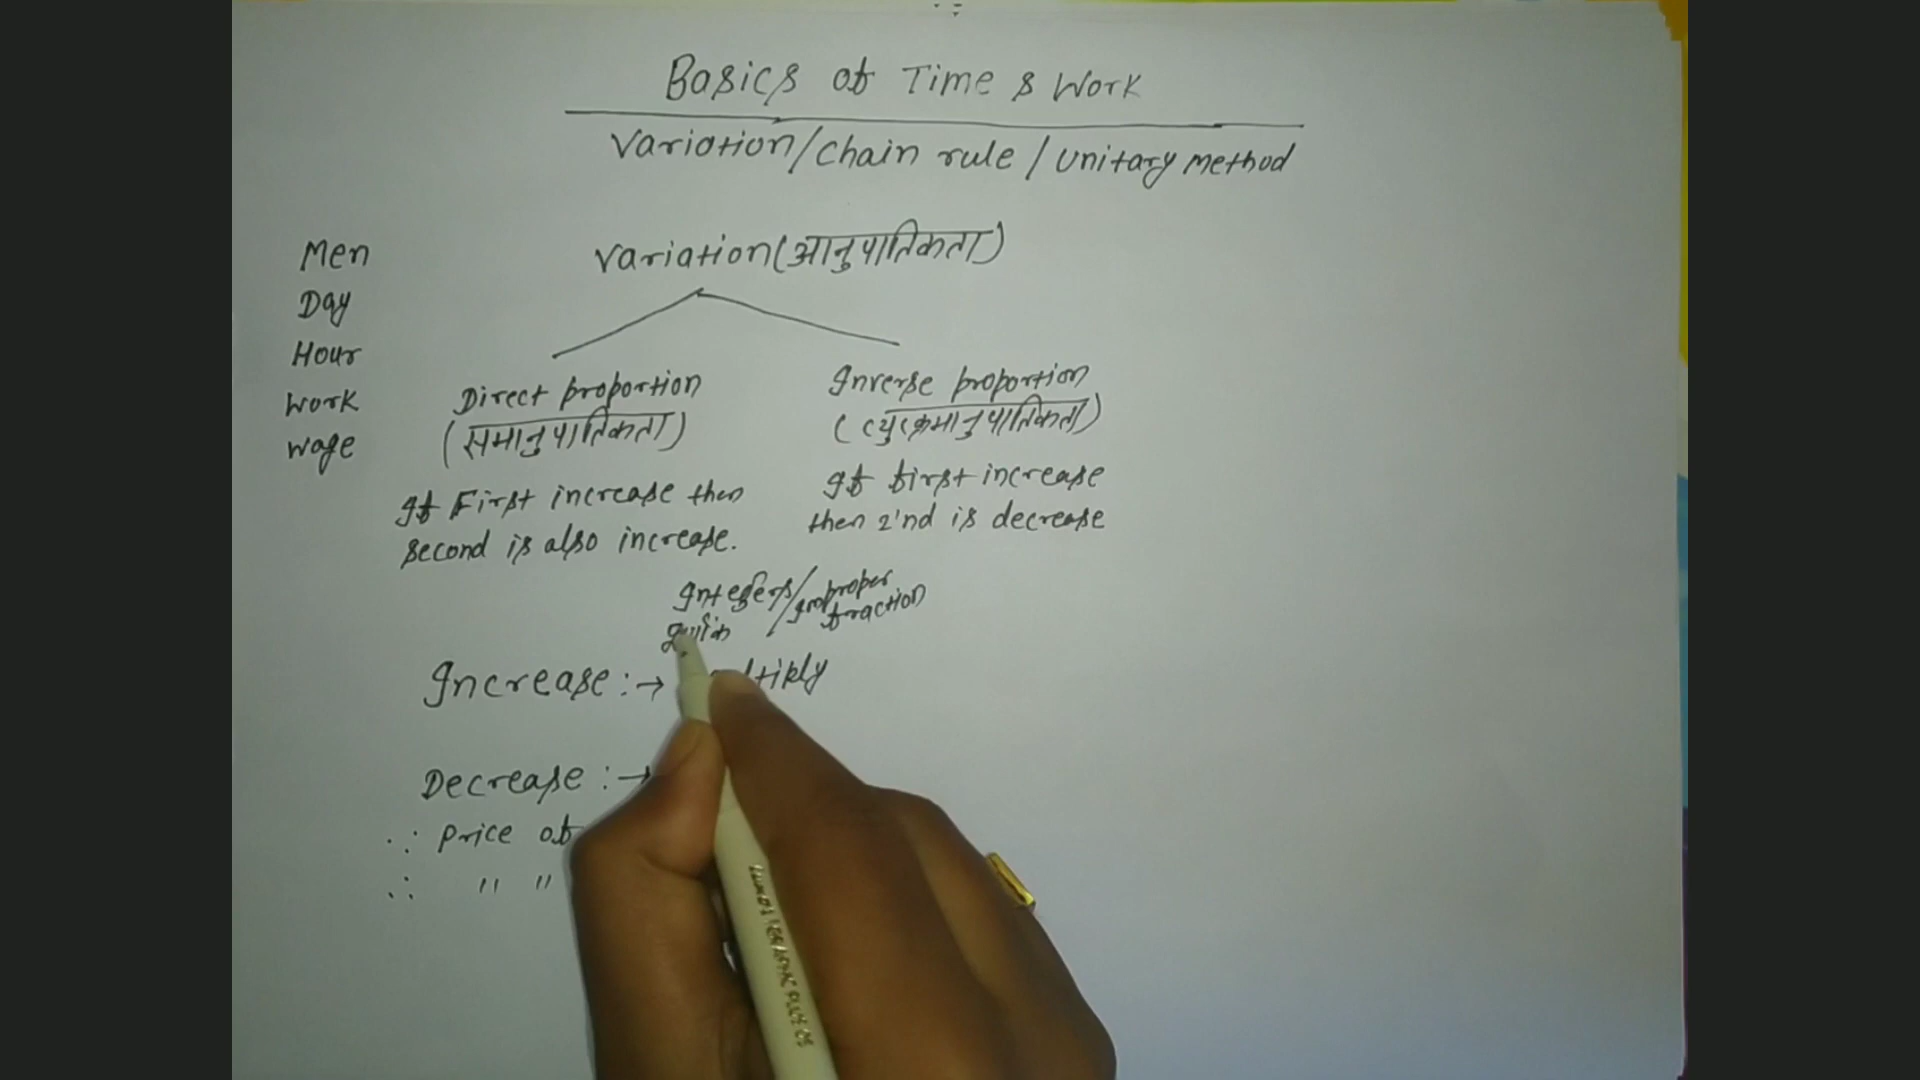 Basics of Time & Work
Variation/chain rule/unitary method
Men
Day
Hour
Work
Wage
Variation(आनुपातिकता)
Direct proportion
(समानुपातिकता)
If First increase then
second is also increase.
Inverse proportion
(व्युत्क्रमानुपातिकता)
If first increase
then 2'nd is decrease
Integers/improper
fraction
Increase :→
Decrease :→
∵ price of
∴ " "